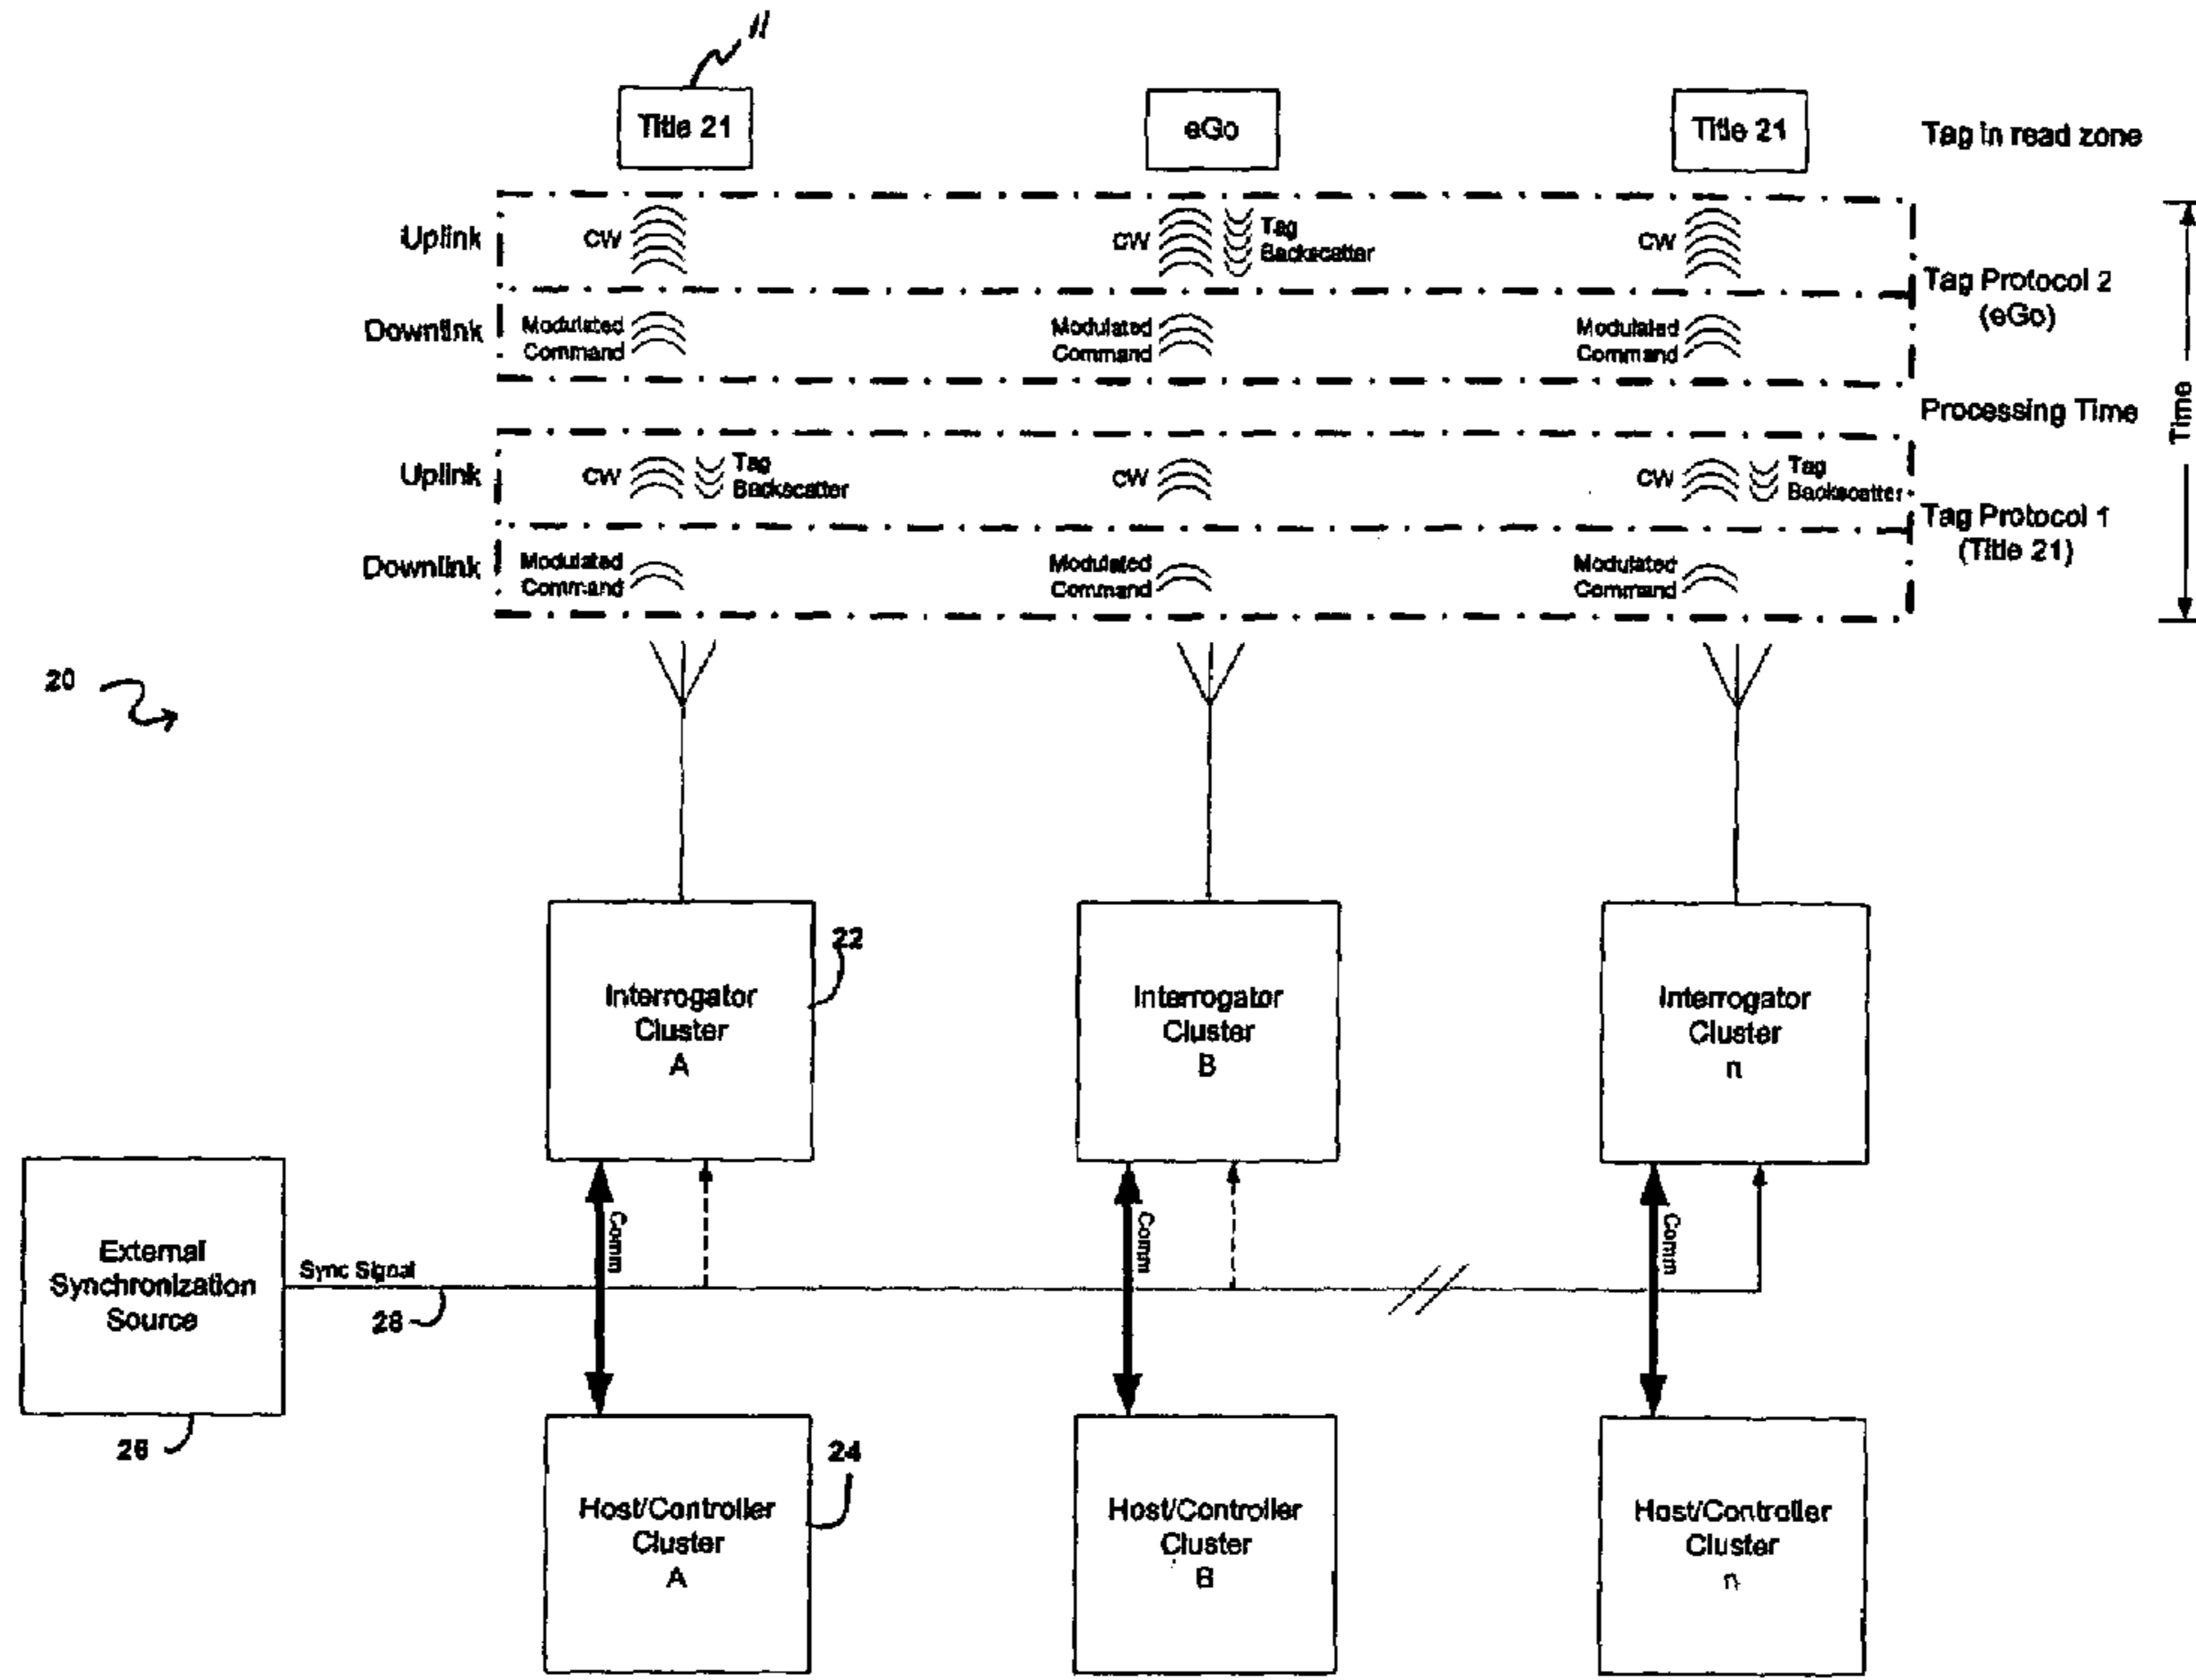 11
Title 21
eGo
Title 21
Tag in read zone
Uplink
CW
CW
Tag
Backscatter
CW
Tag Protocol 2
(eGo)
Downlink
Modulated
Command
Modulated
Command
Modulated
Command
Processing Time
Time
Uplink
CW
Tag
Backscatter
CW
CW
Tag
Backscatter
Tag Protocol 1
(Title 21)
Downlink
Modulated
Command
Modulated
Command
Modulated
Command
20
22
Interrogator
Cluster
A
Interrogator
Cluster
B
Interrogator
Cluster
n
External
Synchronization
Source
Sync Signal
28
Comm
Comm
Comm
26
24
Host/Controller
Cluster
A
Host/Controller
Cluster
B
Host/Controller
Cluster
n